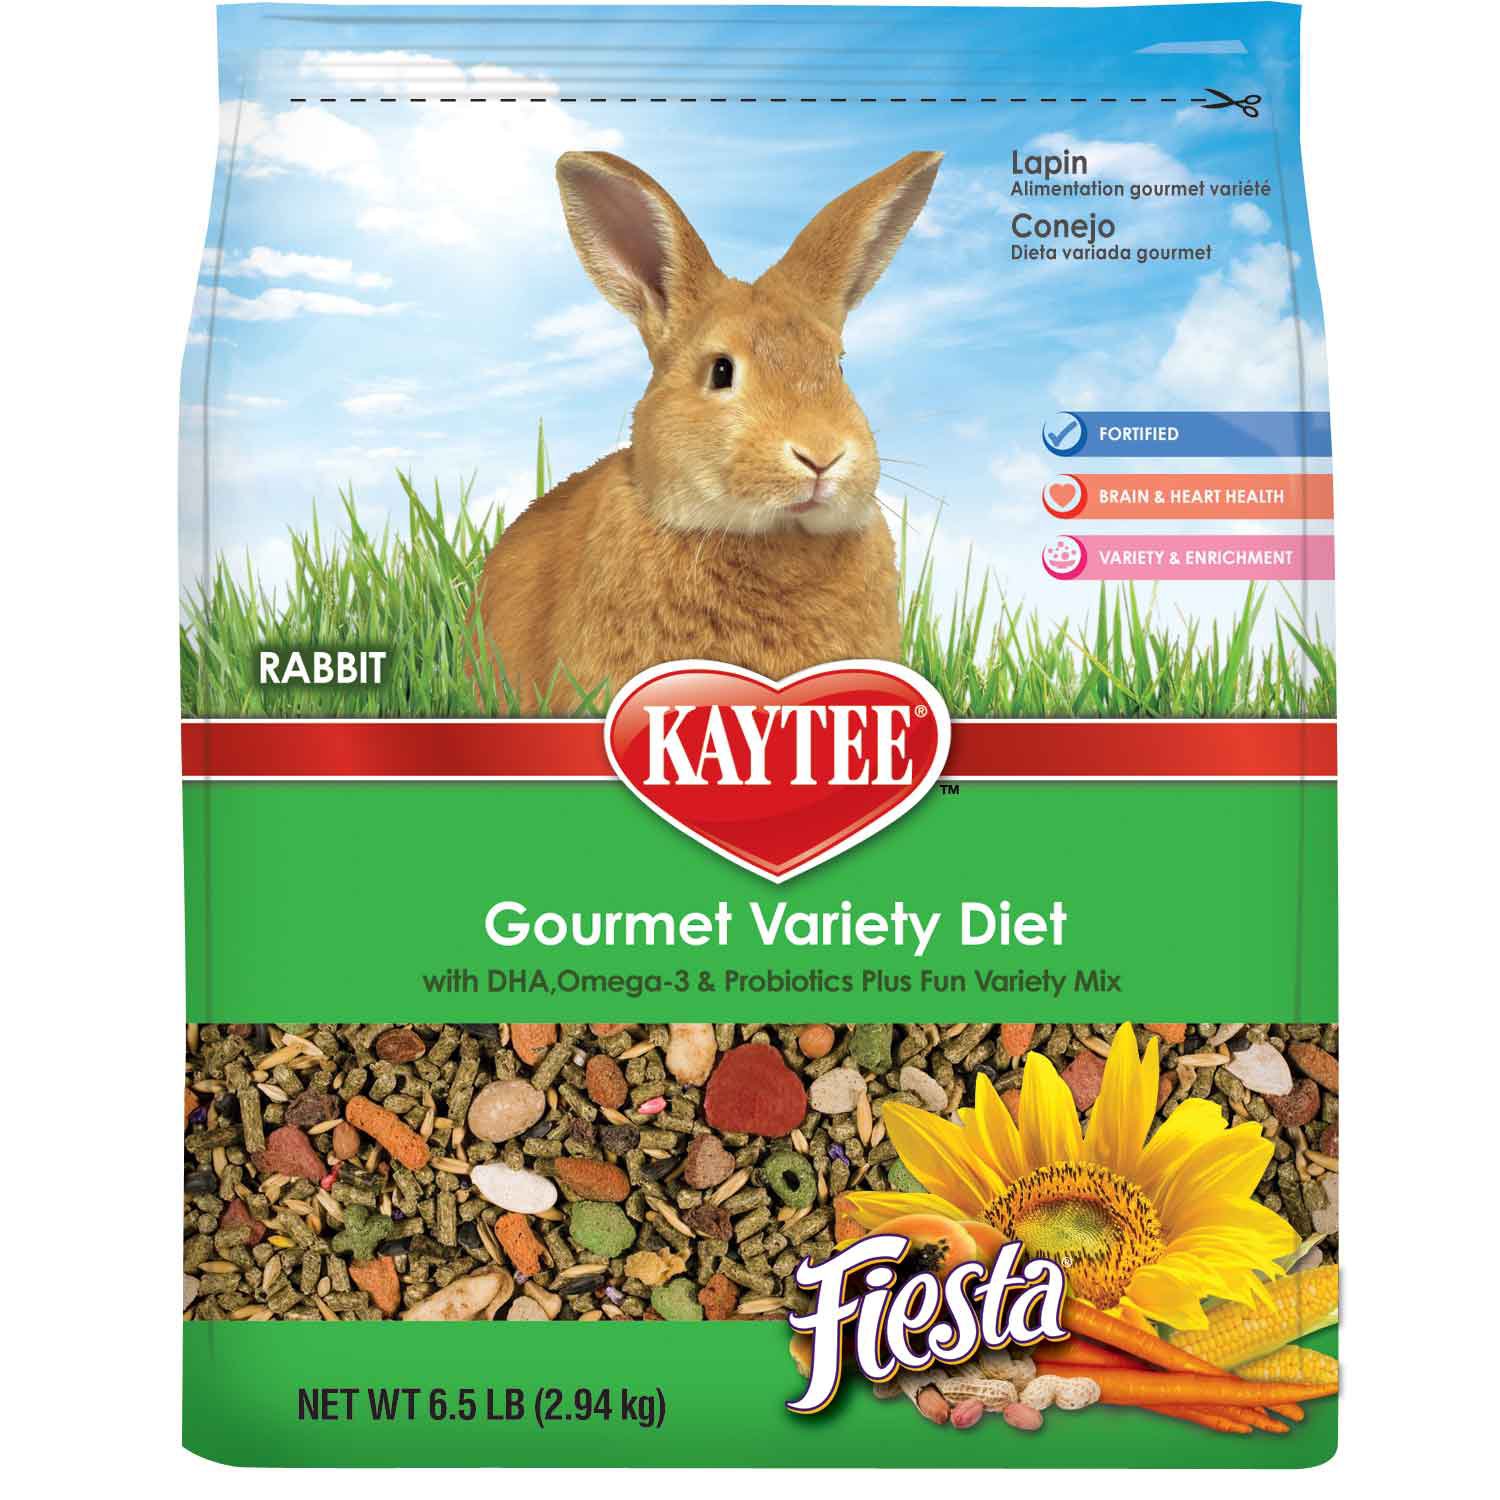 Lapin
Alimentation gourmet variété
Conejo
Dieta variada gourmet
FORTIFIED
BRAIN & HEART HEALTH
VARIETY & ENRICHMENT
RABBIT
KAYTEE®
™
Gourmet Variety Diet
with DHA,Omega-3 & Probiotics Plus Fun Variety Mix
Fiesta®
NET WT 6.5 LB (2.94 kg)